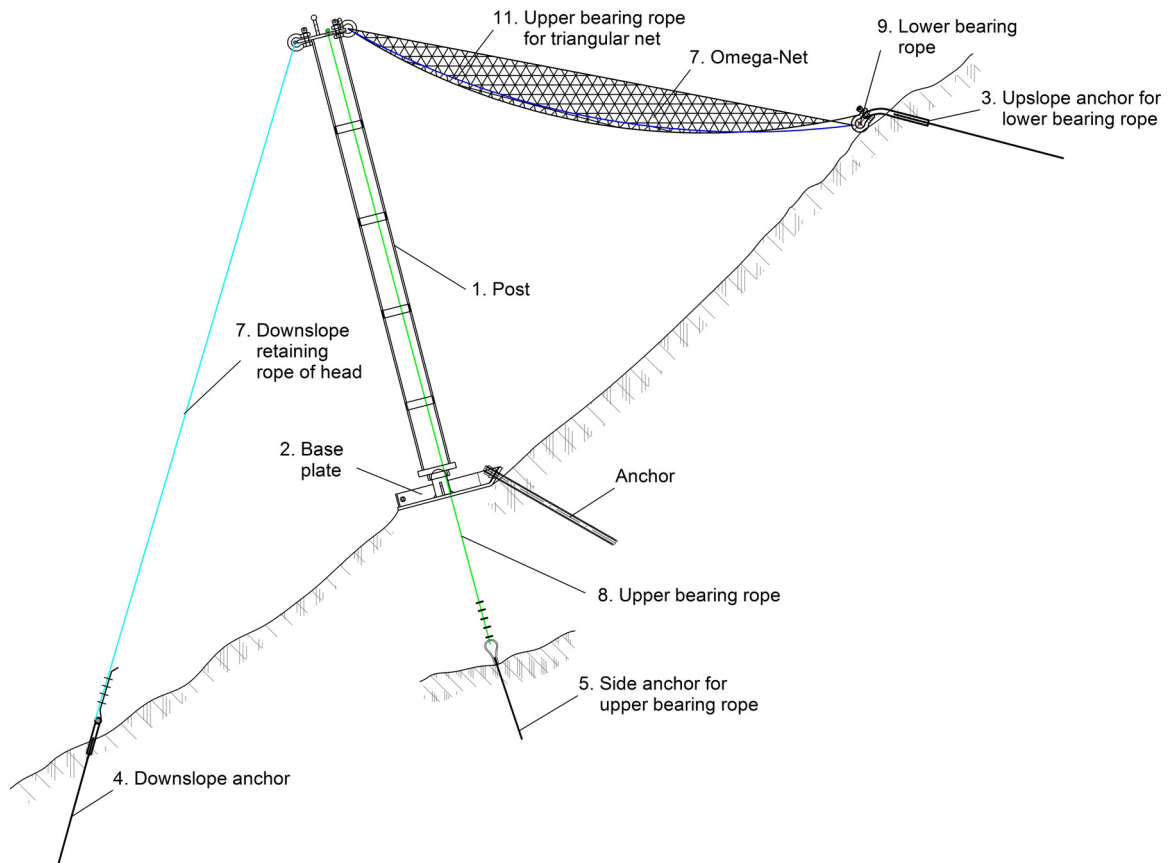 11. Upper bearing rope
for triangular net
7. Omega-Net
9. Lower bearing
rope
3. Upslope anchor for
lower bearing rope
1. Post
7. Downslope
retaining
rope of head
2. Base
plate
Anchor
8. Upper bearing rope
5. Side anchor for
upper bearing rope
4. Downslope anchor